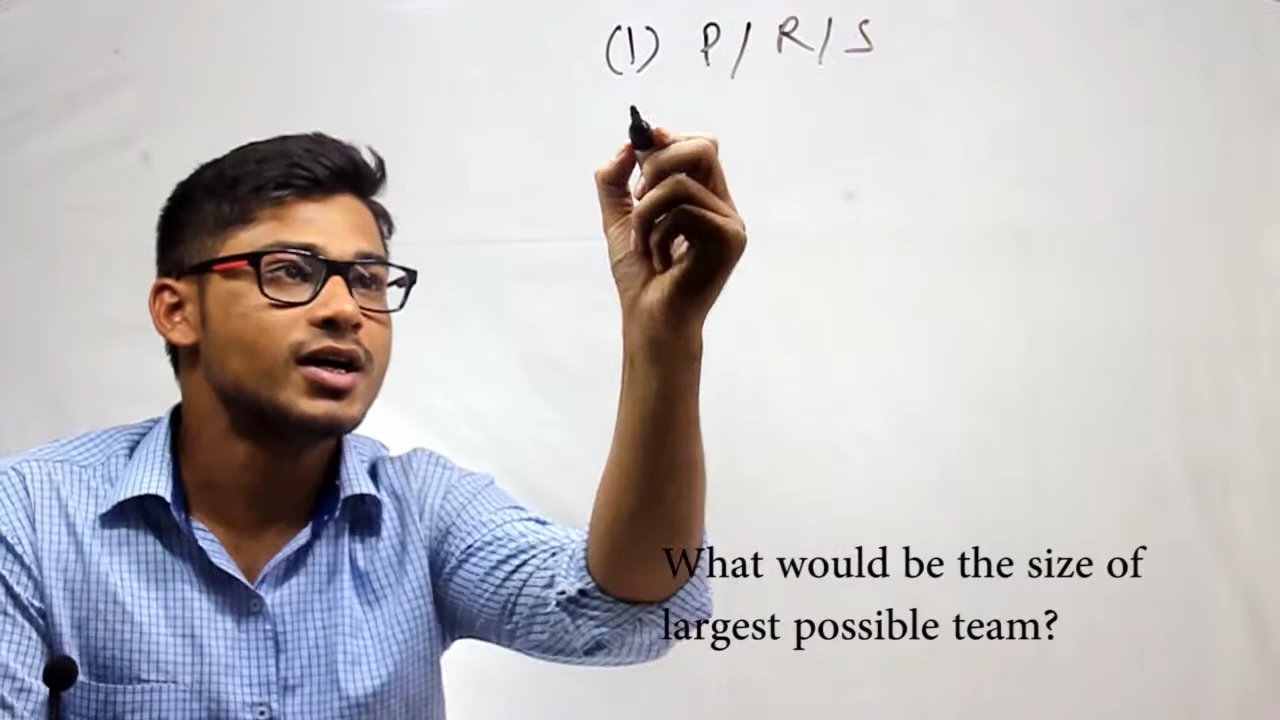 (1) P/R/S
What would be the size of
largest possible team?